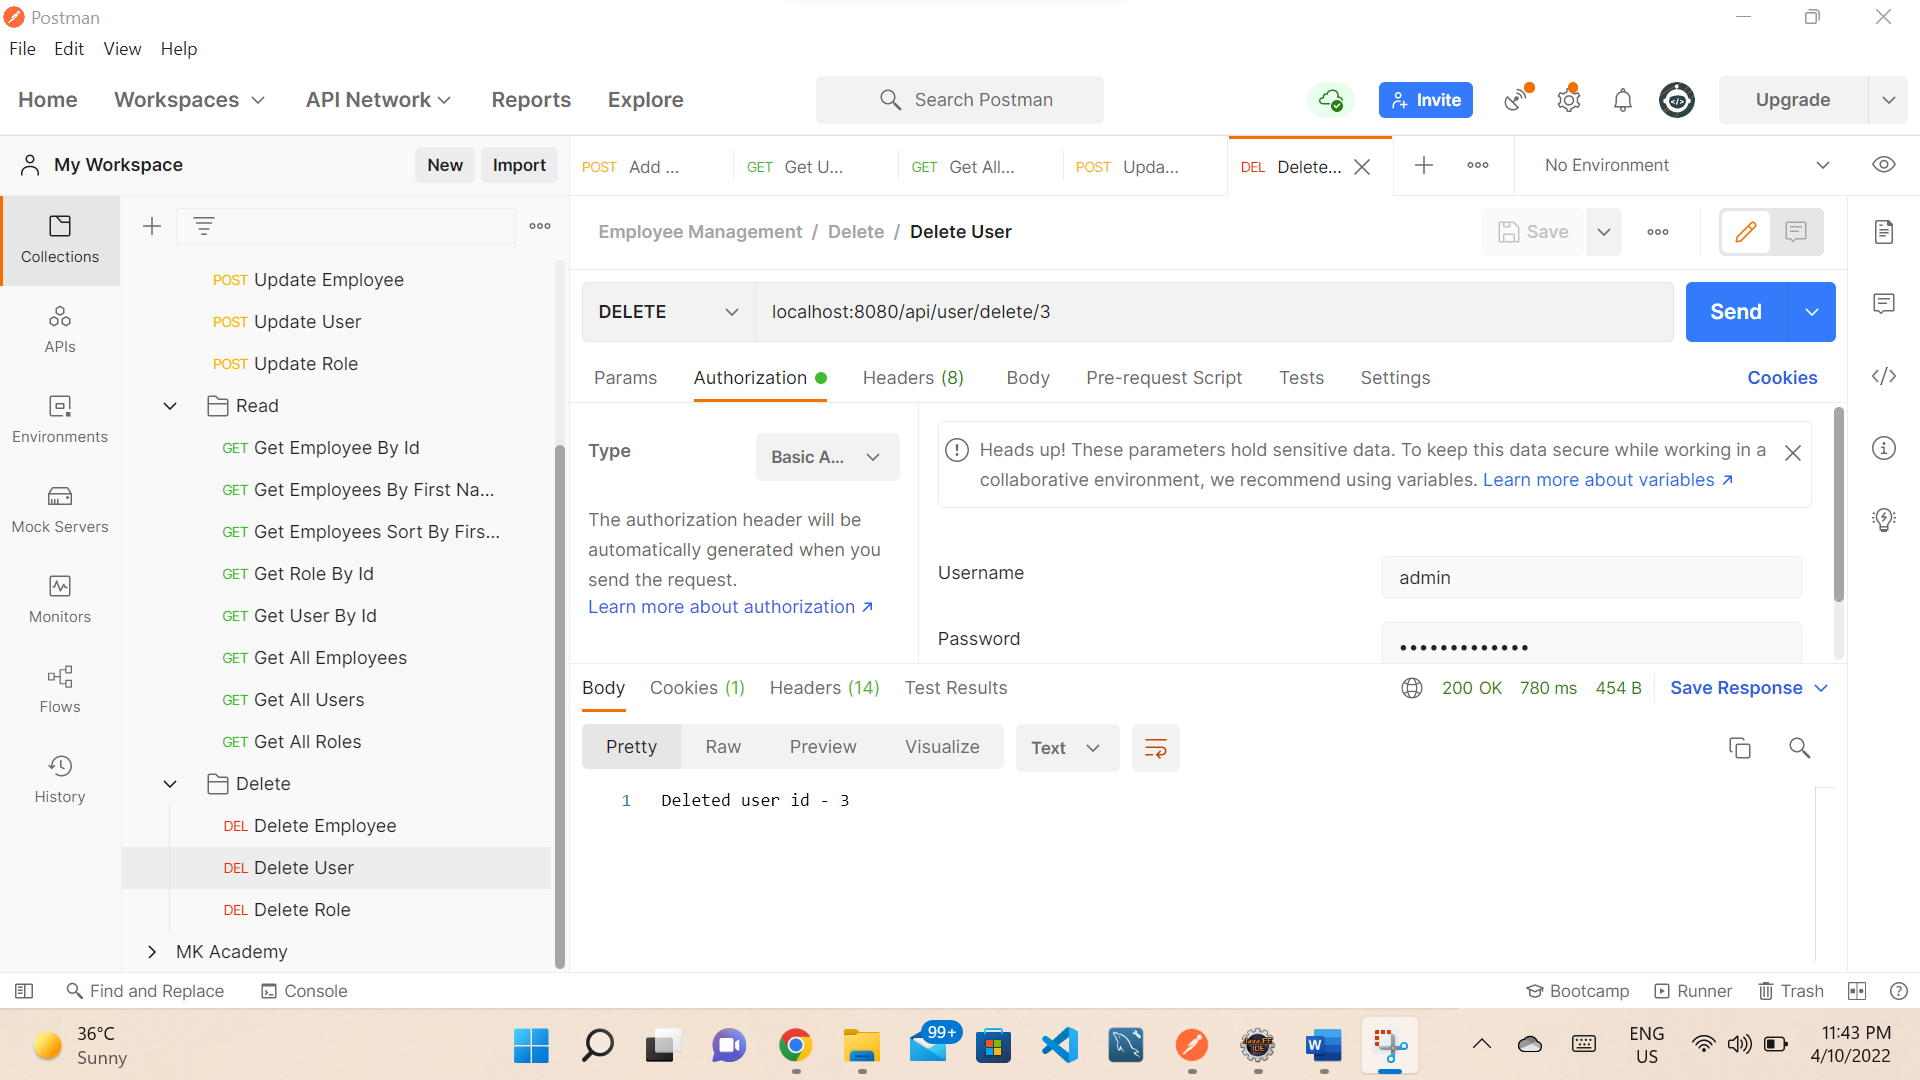 Postman
File Edit View Help
Home Workspaces API Network Reports Explore Search Postman Invite Upgrade
My Workspace New Import
POST Add ... GET Get U... GET Get All... POST Upda... DEL Delete... No Environment
Collections
APIs
Environments
Mock Servers
Monitors
Flows
History
POST Update Employee
POST Update User
POST Update Role
Read
GET Get Employee By Id
GET Get Employees By First Na...
GET Get Employees Sort By Firs...
GET Get Role By Id
GET Get User By Id
GET Get All Employees
GET Get All Users
GET Get All Roles
Delete
DEL Delete Employee
DEL Delete User
DEL Delete Role
MK Academy
Employee Management / Delete / Delete User Save
DELETE localhost:8080/api/user/delete/3 Send
Params Authorization Headers (8) Body Pre-request Script Tests Settings Cookies
Type Basic A...
The authorization header will be
automatically generated when you
send the request.
Learn more about authorization ↗
Heads up! These parameters hold sensitive data. To keep this data secure while working in a
collaborative environment, we recommend using variables. Learn more about variables ↗
Username admin
Password •••••••••••••
Body Cookies (1) Headers (14) Test Results 200 OK 780 ms 454 B Save Response
Pretty Raw Preview Visualize Text
1 Deleted user id - 3
Find and Replace Console Bootcamp Runner Trash
36°C
Sunny
99+
Java EE
IDE
W
ENG
US
11:43 PM
4/10/2022